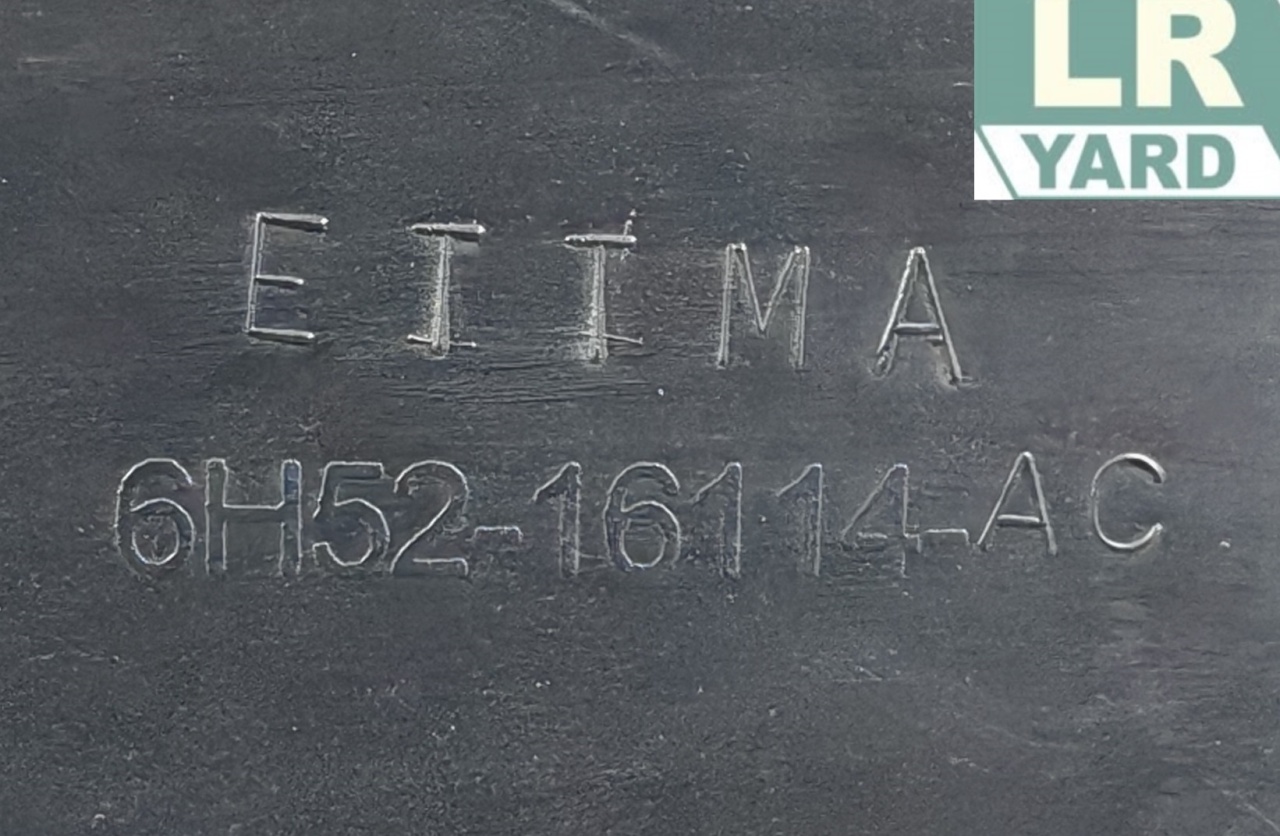 LR
YARD
EIIMA
6H52-16114-AC